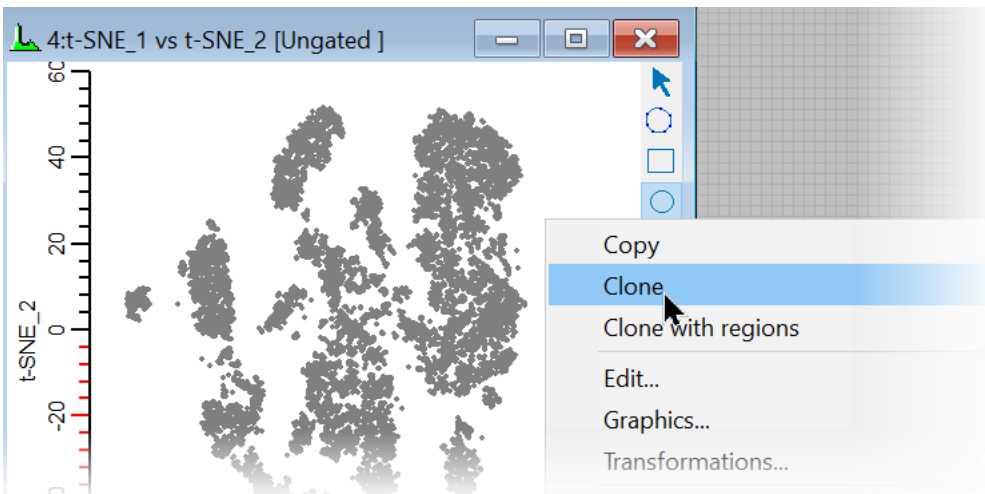 4:t-SNE_1 vs t-SNE_2 [Ungated ]
60
40
20
0
-20
t-SNE_2
Copy
Clone
Clone with regions
Edit...
Graphics...
Transformations...